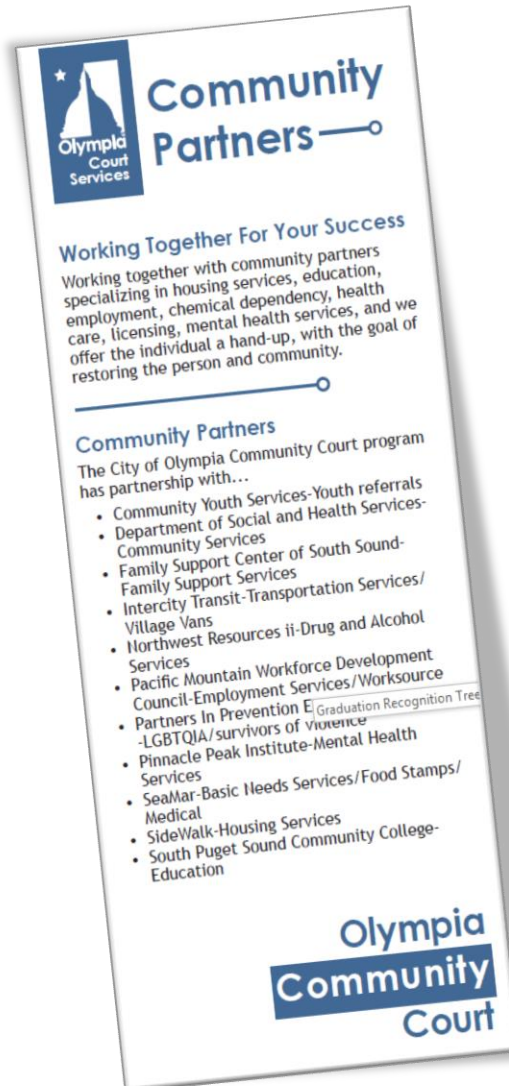 Olympia
Court
Services
Community
Partners
Working Together For Your Success
Working together with community partners
specializing in housing services, education,
employment, chemical dependency, health
care, licensing, mental health services, and we
offer the individual a hand-up, with the goal of
restoring the person and community.
Community Partners
The City of Olympia Community Court program
has partnership with...
• Community Youth Services-Youth referrals
• Department of Social and Health Services-
Community Services
• Family Support Center of South Sound-
Family Support Services
• Intercity Transit-Transportation Services/
Village Vans
• Northwest Resources ii-Drug and Alcohol
Services
• Pacific Mountain Workforce Development
Council-Employment Services/Worksource
• Partners In Prevention E
Graduation Recognition Tree
-LGBTQIA/survivors of violence
• Pinnacle Peak Institute-Mental Health
Services
• SeaMar-Basic Needs Services/Food Stamps/
Medical
• SideWalk-Housing Services
• South Puget Sound Community College-
Education
Olympia
Community
Court